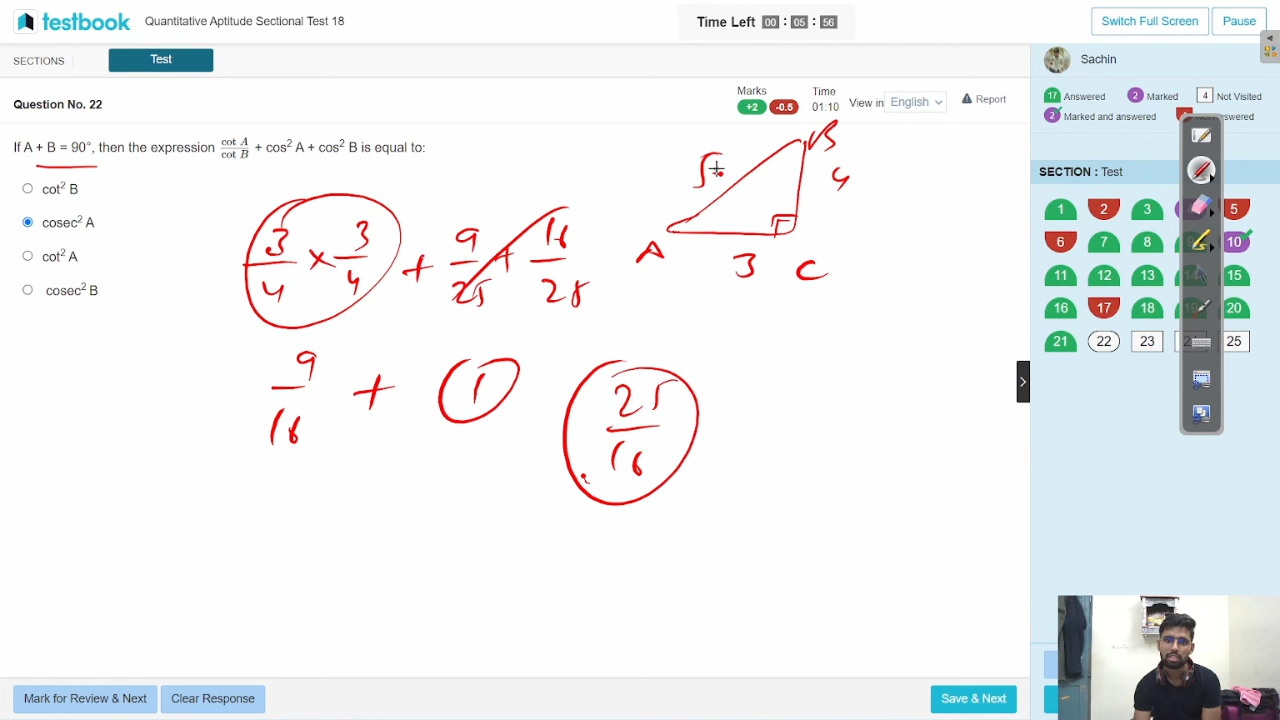 testbook
Quantitative Aptitude Sectional Test 18
Time Left 00 : 05 : 56
Switch Full Screen
Pause
SECTIONS
Test
Sachin
Question No. 22
Marks
+2 -0.5
Time
01:10
View in English
Report
17 Answered
2 Marked
4 Not Visited
2 Marked and answered
Answered
If A + B = 90°, then the expression cot A / cot B + cos² A + cos² B is equal to:
cot² B
cosec² A
cot² A
cosec² B
B
5
4
A
3
C
3/4 × 3/4 + 9/25 + 16/25
9/16 + 1
25/16
SECTION : Test
1 2 3 5
6 7 8 10
11 12 13 15
16 17 18 20
21 22 23 25
Mark for Review & Next
Clear Response
Save & Next